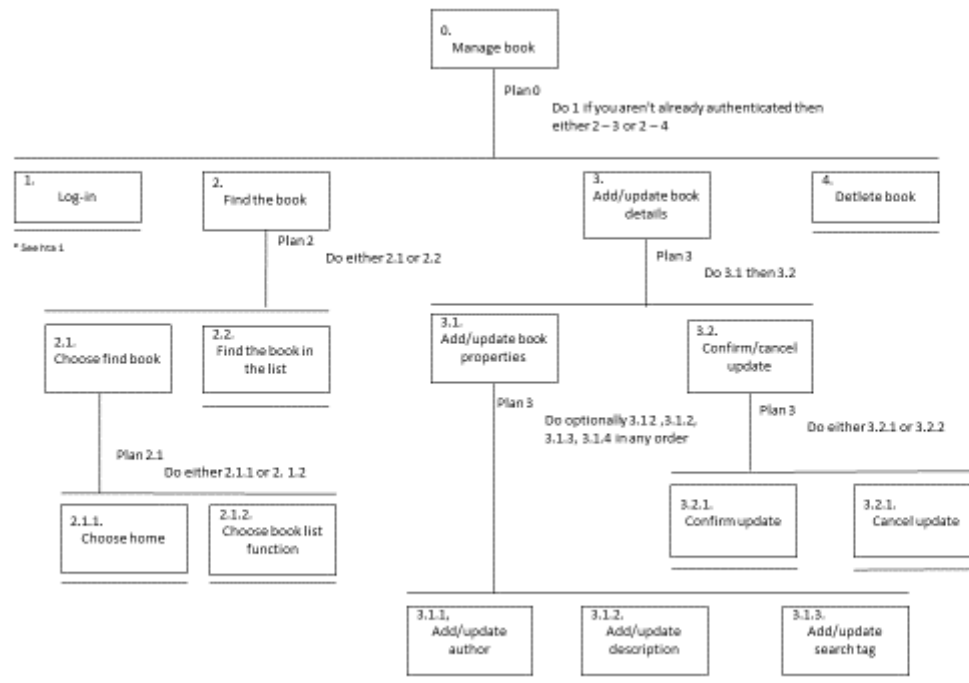 0.
Manage book
Plan 0
Do 1 if you aren't already authenticated then
either 2 – 3 or 2 – 4
1.
Log-in
* See hta 1
2.
Find the book
3.
Add/update book
details
4.
Detlete book
Plan 2
Do either 2.1 or 2.2
Plan 3
Do 3.1 then 3.2
2.1.
Choose find book
2.2.
Find the book in
the list
3.1.
Add/update book
properties
3.2.
Confirm/cancel
update
Plan 2.1
Do either 2.1.1 or 2. 1.2
Plan 3
Do optionally 3.1 2 ,3.1.2,
3.1.3, 3.1.4 in any order
Plan 3
Do either 3.2.1 or 3.2.2
2.1.1.
Choose home
2.1.2.
Choose book list
function
3.2.1.
Confirm update
3.2.1.
Cancel update
3.1.1,
Add/update
author
3.1.2.
Add/update
description
3.1.3.
Add/update
search tag